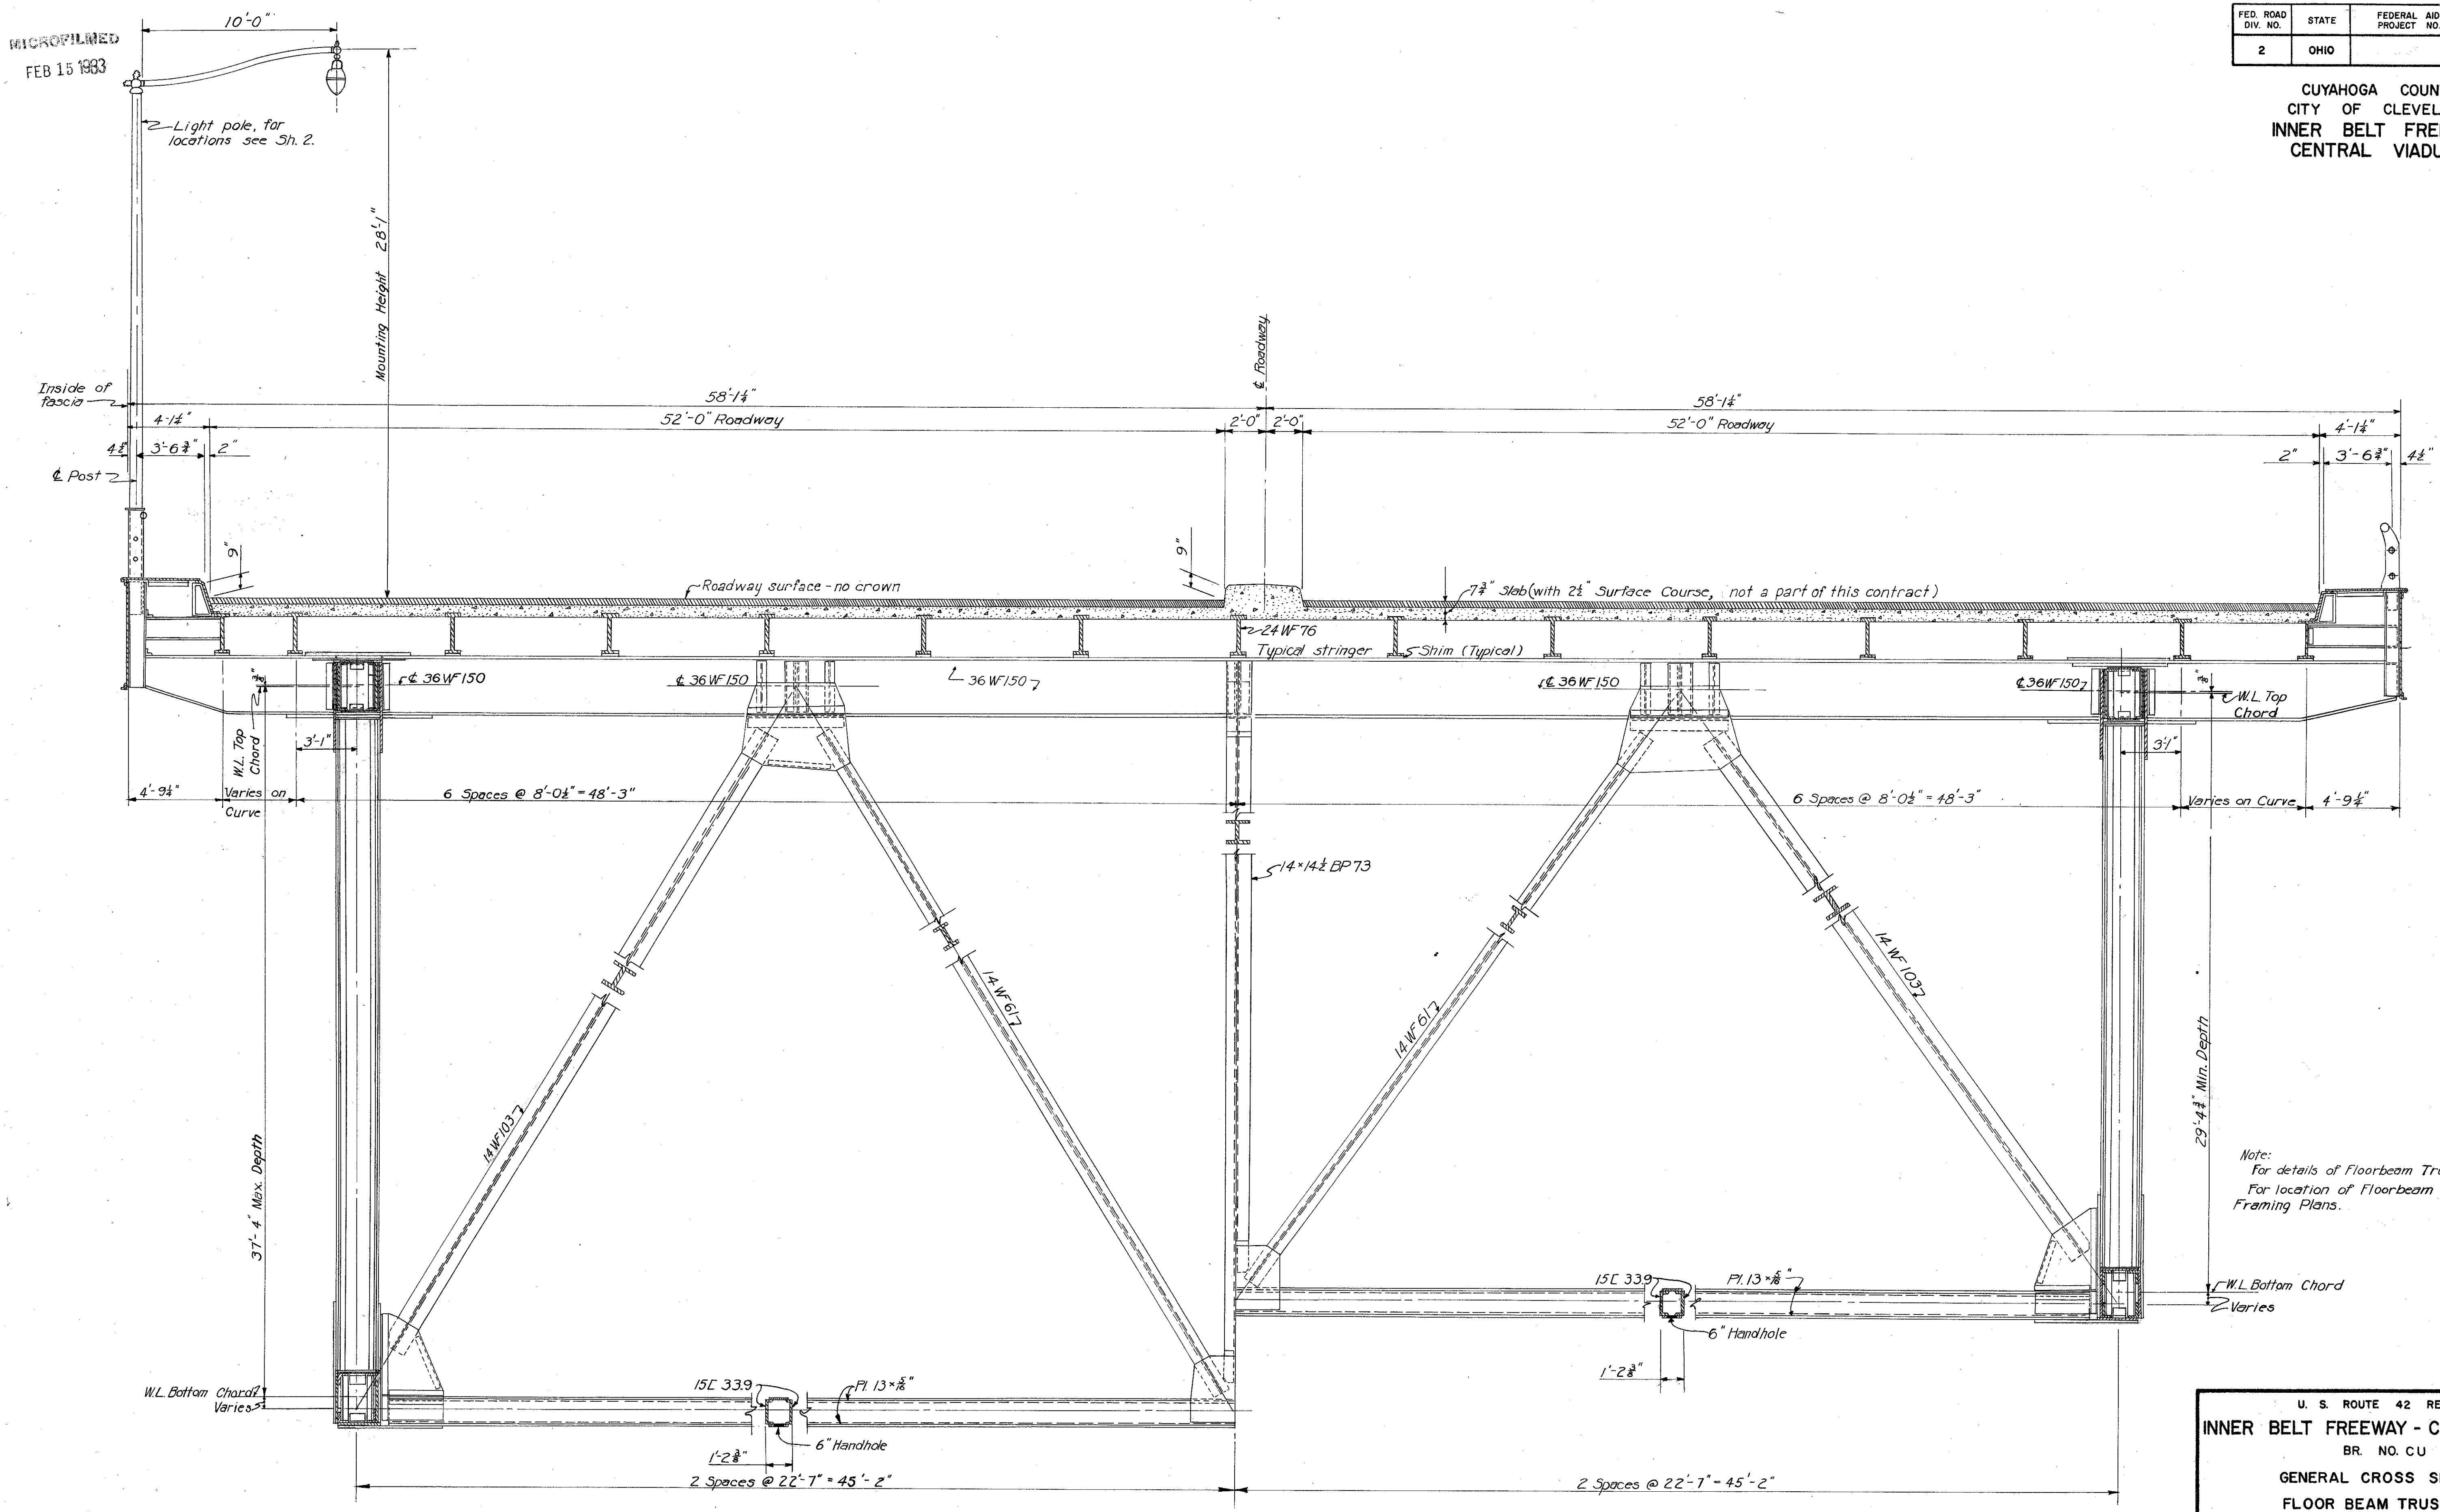 MICROFILMED
FEB 15 1983
10'-0"
Light pole, for
locations see Sh. 2.
Mounting Height 28'-1"
FED. ROAD
DIV. NO.
STATE
FEDERAL AID
PROJECT NO.
2
OHIO
CUYAHOGA COUN
CITY OF CLEVEL
INNER BELT FREE
CENTRAL VIADU
℄ Roadway
Inside of
fascia
58'-1¼"
58'-1¼"
4-1¼"
52'-0" Roadway
2'-0"
2'-0"
52'-0" Roadway
4'-1¼"
4½"
3'-6¾"
2"
2"
3'-6¾"
4½"
℄ Post
9"
9"
Roadway surface - no crown
7¾" Slab (with 2½" Surface Course, not a part of this contract)
24 WF 76
Typical stringer
Shim (Typical)
℄ 36 WF 150
℄ 36 WF 150
36 WF 150
℄ 36 WF 150
℄ 36 WF 150
W.L. Top
Chord
W.L. Top
Chord
3'-1"
3'1"
4'-9¼"
Varies on
Curve
6 Spaces @ 8'-0½" = 48'-3"
6 Spaces @ 8'-0½" = 48'-3"
Varies on Curve
4'-9¼"
14×14½ BP 73
14 WF 103
14 WF 61
14 WF 61
14 WF 103
37'-4" Max. Depth
29'-4¾" Min. Depth
Note:
For details of Floorbeam Tr
For location of Floorbeam
Framing Plans.
15[ 33.9
Pl. 13×5/16"
6" Handhole
1'-2⅜"
W.L. Bottom Chord
Varies
W.L. Bottom Chord
Varies
15[ 33.9
Pl. 13×5/16"
6" Handhole
1'-2⅜"
2 Spaces @ 22'-7" = 45'-2"
2 Spaces @ 22'-7" = 45'-2"
U. S. ROUTE 42 RE
INNER BELT FREEWAY - C
BR. NO. CU
GENERAL CROSS S
FLOOR BEAM TRUS